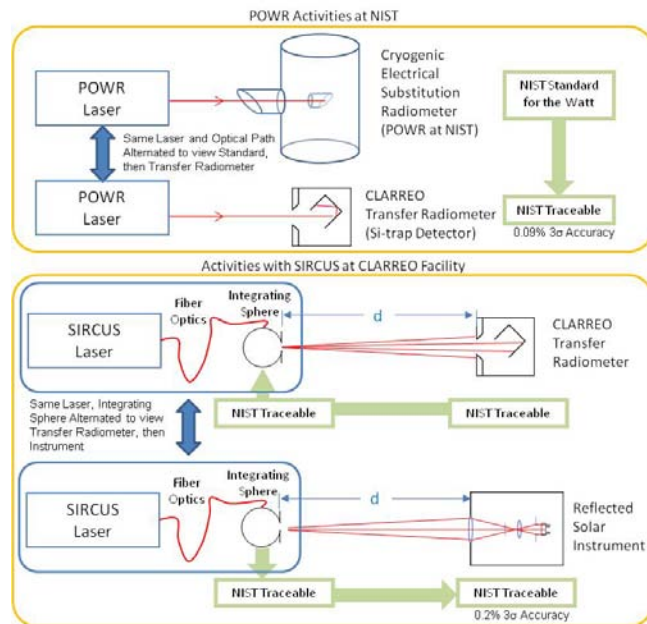 POWR Activities at NIST
POWR
Laser
Cryogenic
Electrical
Substitution
Radiometer
(POWR at NIST)
NIST Standard
for the Watt
Same Laser and Optical Path
Alternated to view Standard,
then Transfer Radiometer
POWR
Laser
CLARREO
Transfer Radiometer
(Si-trap Detector)
NIST Traceable
0.09% 3σ Accuracy
Activities with SIRCUS at CLARREO Facility
SIRCUS
Laser
Fiber
Optics
Integrating
Sphere
d
CLARREO
Transfer
Radiometer
NIST Traceable
NIST Traceable
Same Laser, Integrating
Sphere Alternated to view
Transfer Radiometer, then
Instrument
SIRCUS
Laser
Fiber
Optics
Integrating
Sphere
d
Reflected
Solar
Instrument
NIST Traceable
NIST Traceable
0.2% 3σ Accuracy